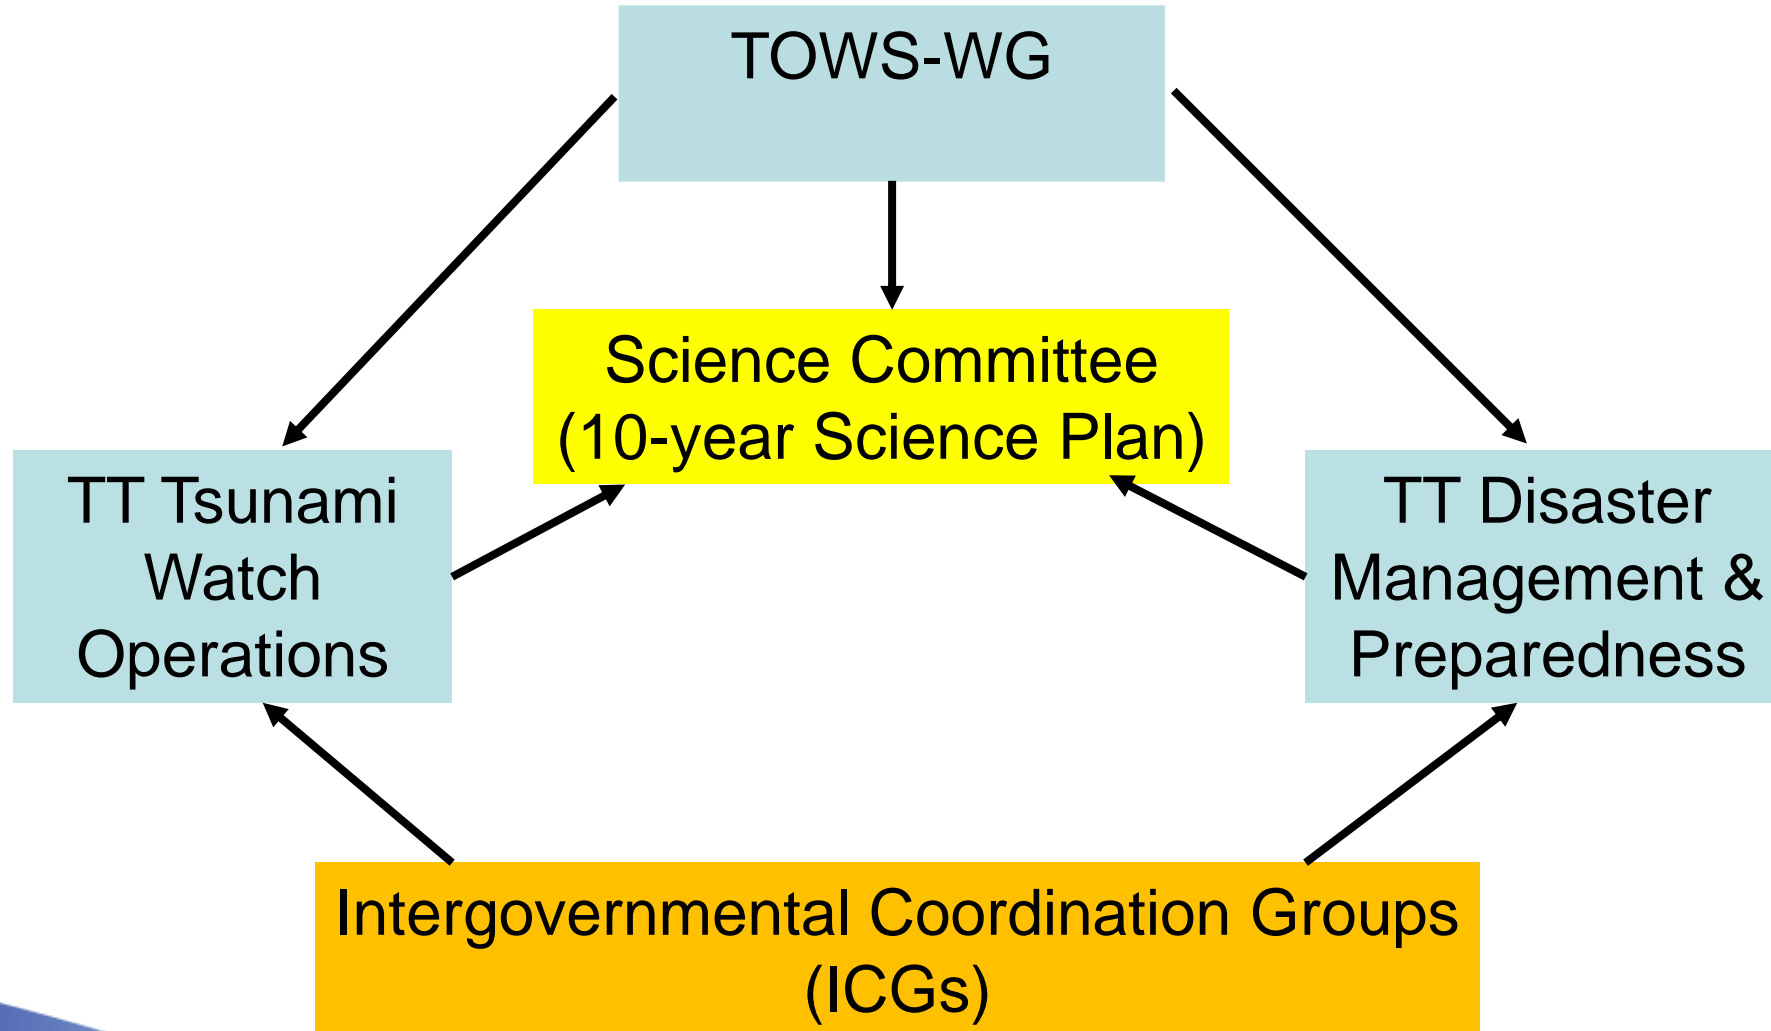 TOWS-WG
Science Committee
(10-year Science Plan)
TT Tsunami
Watch
Operations
TT Disaster
Management &
Preparedness
Intergovernmental Coordination Groups
(ICGs)